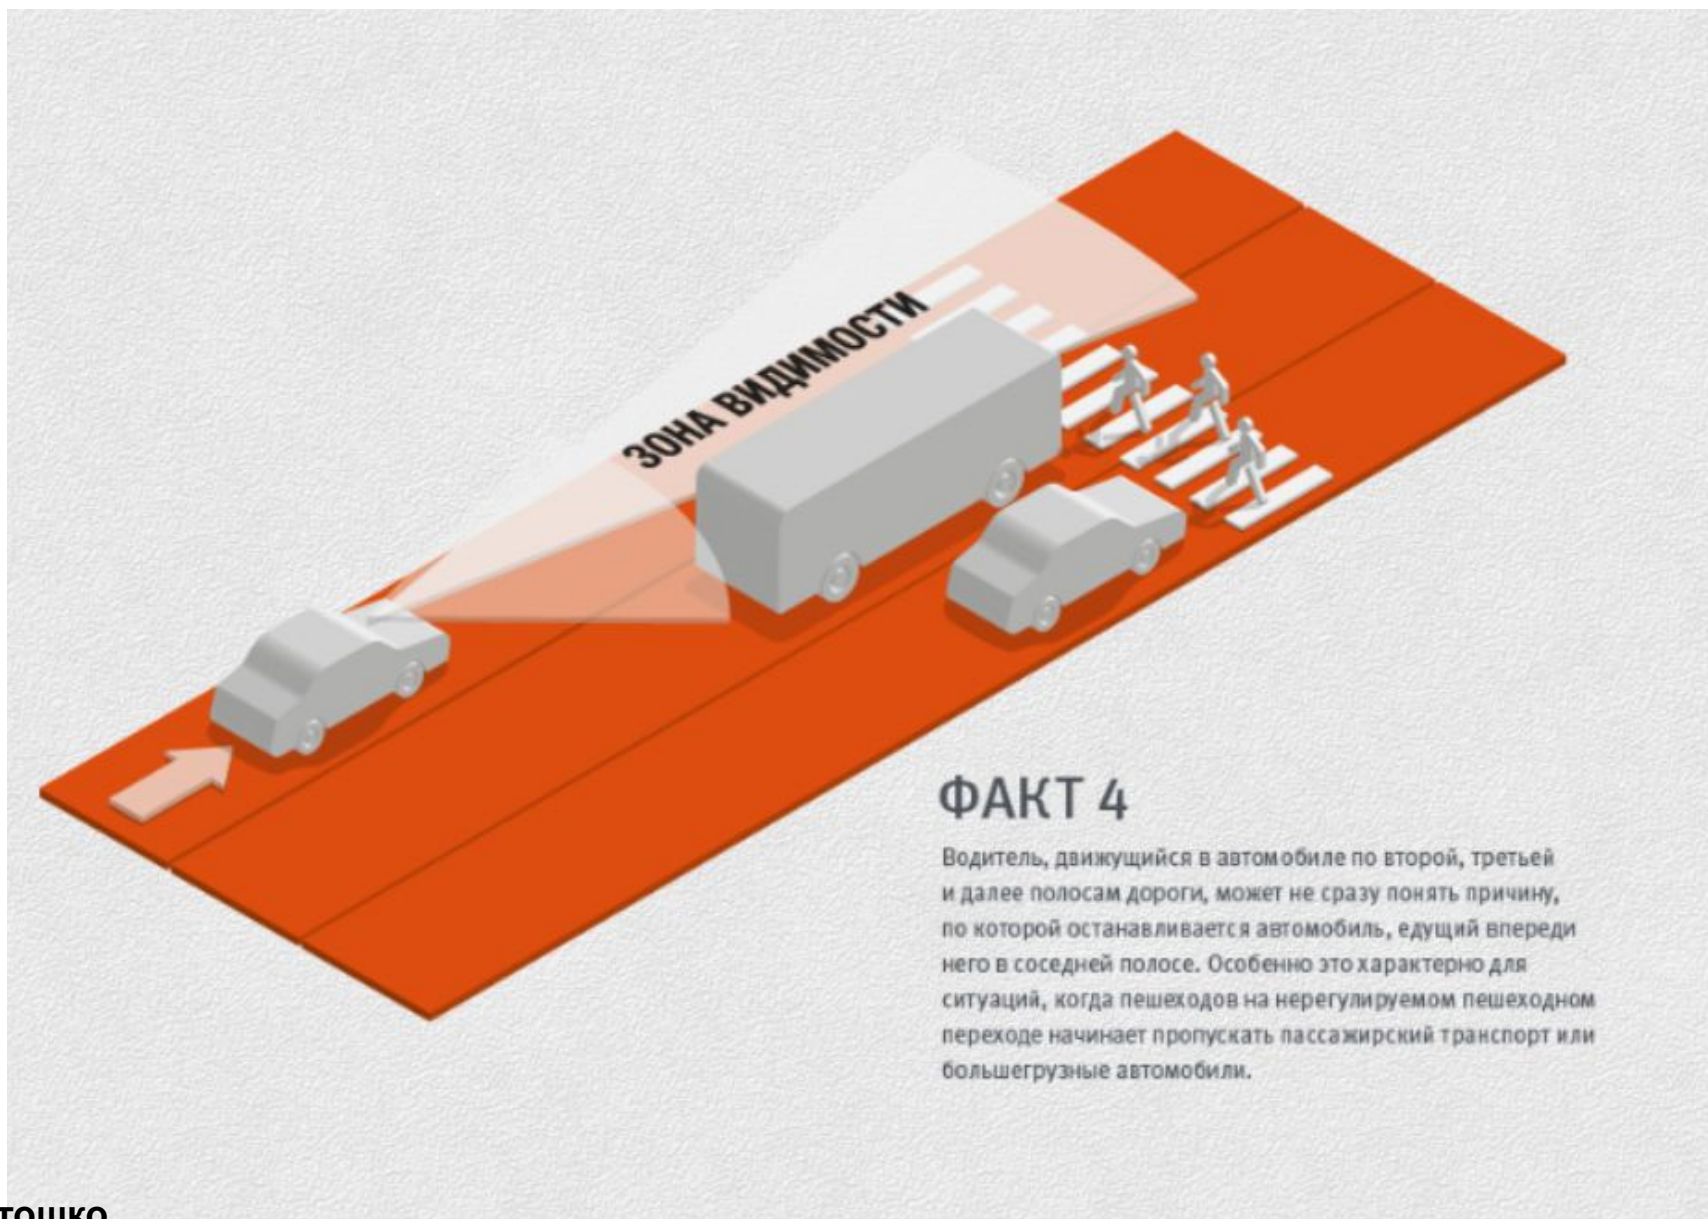 ЗОНА ВИДИМОСТИ
ФАКТ 4
Водитель, движущийся в автомобиле по второй, третьей
и далее полосам дороги, может не сразу понять причину,
по которой останавливается автомобиль, едущий впереди
него в соседней полосе. Особенно это характерно для
ситуаций, когда пешеходов на нерегулируемом пешеходном
переходе начинает пропускать пассажирский транспорт или
большегрузные автомобили.
тошко